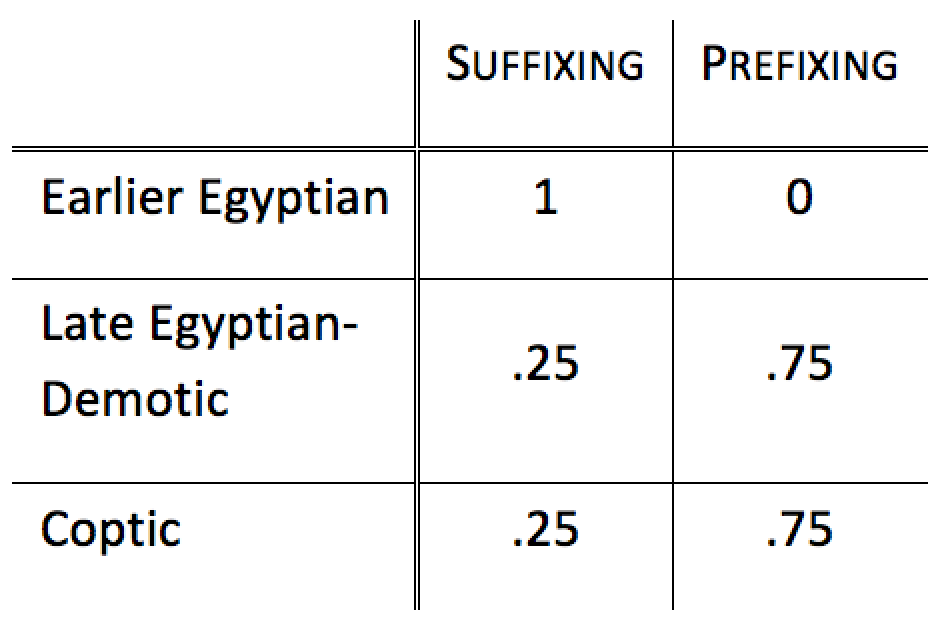 SUFFIXING PREFIXING
Earlier Egyptian 1 0
Late Egyptian-
Demotic .25 .75
Coptic .25 .75